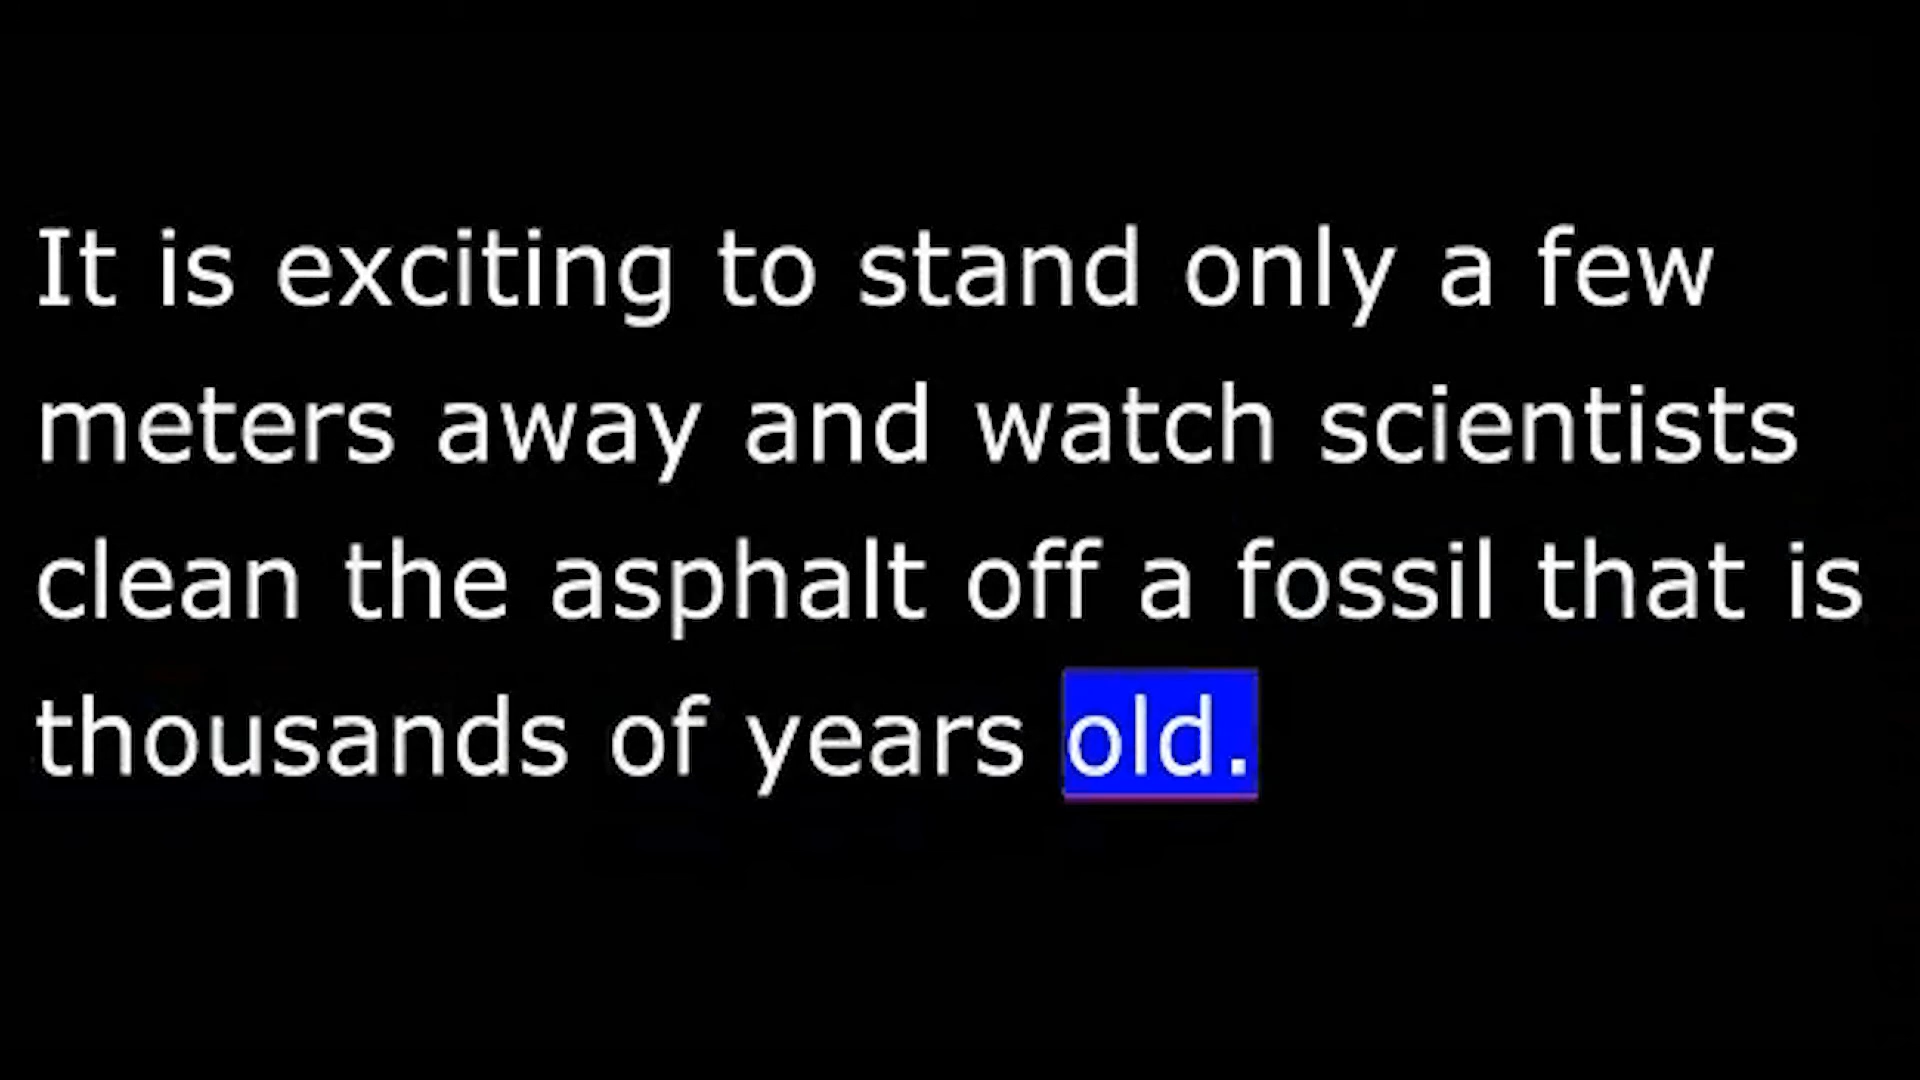 It is exciting to stand only a few
meters away and watch scientists
clean the asphalt off a fossil that is
thousands of years old.